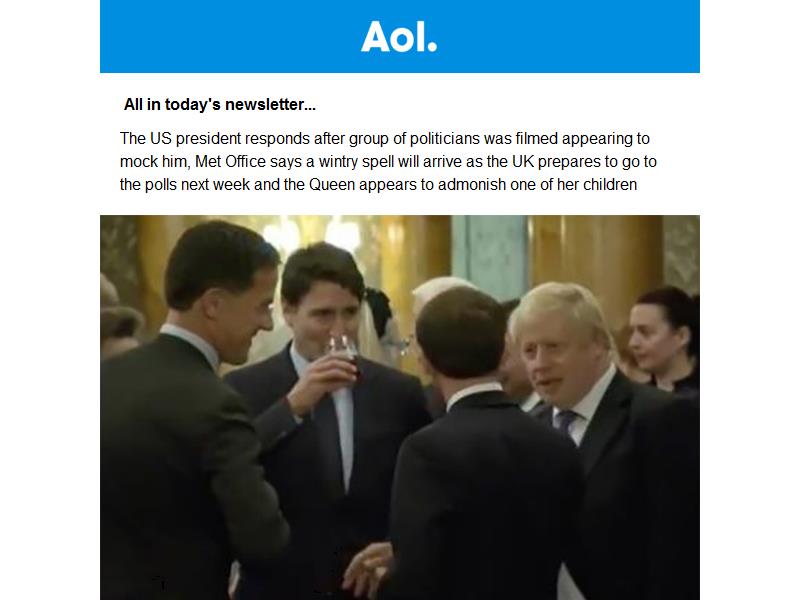 Aol.
All in today's newsletter...
The US president responds after group of politicians was filmed appearing to
mock him, Met Office says a wintry spell will arrive as the UK prepares to go to
the polls next week and the Queen appears to admonish one of her children